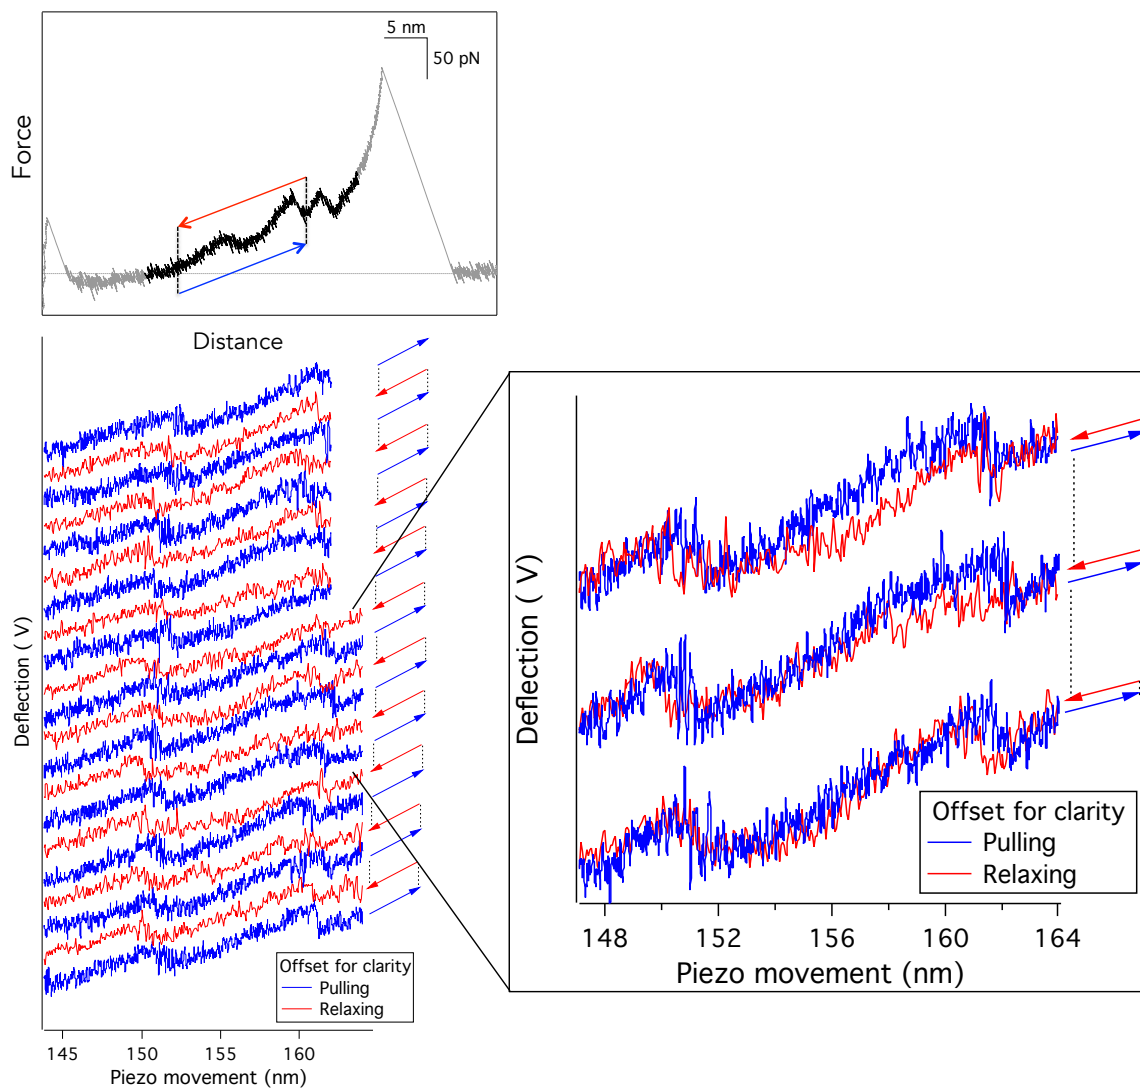 5 nm
50 pN
Force
Distance
Deflection ( V)
Offset for clarity
Pulling
Relaxing
145 150 155 160
Piezo movement (nm)
Deflection ( V)
Offset for clarity
Pulling
Relaxing
148 152 156 160 164
Piezo movement (nm)